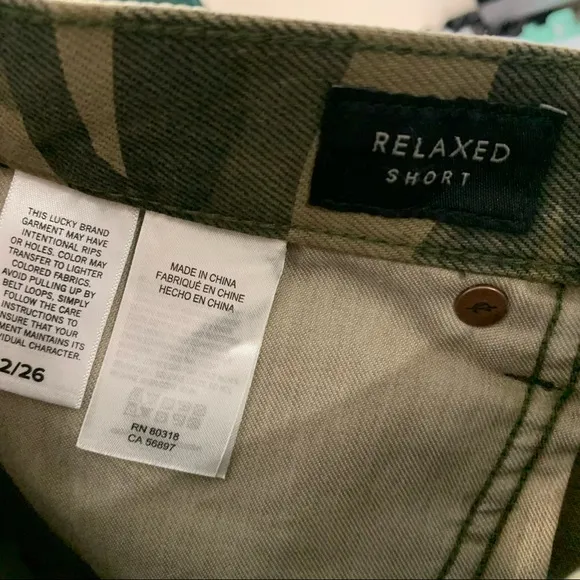 RELAXED
SHORT
THIS LUCKY BRAND
GARMENT MAY HAVE
INTENTIONAL RIPS
OR HOLES. COLOR MAY
TRANSFER TO LIGHTER
COLORED FABRICS.
AVOID PULLING UP BY
BELT LOOPS, SIMPLY
FOLLOW THE CARE
INSTRUCTIONS TO
ENSURE THAT YOUR
MENT MAINTAINS ITS
VIDUAL CHARACTER.
2/26
MADE IN CHINA
FABRIQUÉ EN CHINE
HECHO EN CHINA
RN 80318
CA 56897